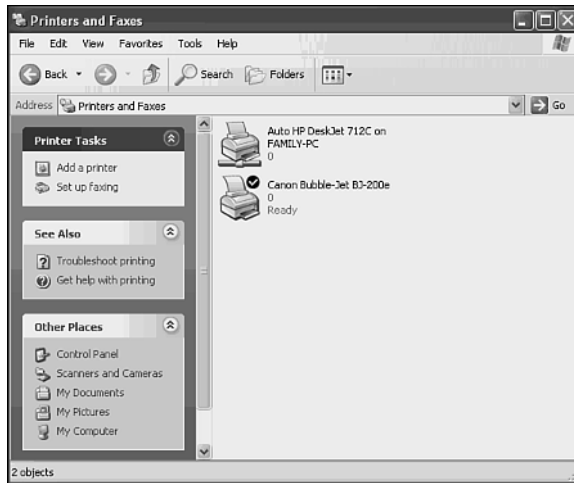 Printers and Faxes
File Edit View Favorites Tools Help
Back Search Folders
Address Printers and Faxes Go
Printer Tasks
Add a printer
Set up faxing
See Also
Troubleshoot printing
Get help with printing
Other Places
Control Panel
Scanners and Cameras
My Documents
My Pictures
My Computer
Auto HP DeskJet 712C on
FAMILY-PC
0
Canon Bubble-Jet BJ-200e
0
Ready
2 objects